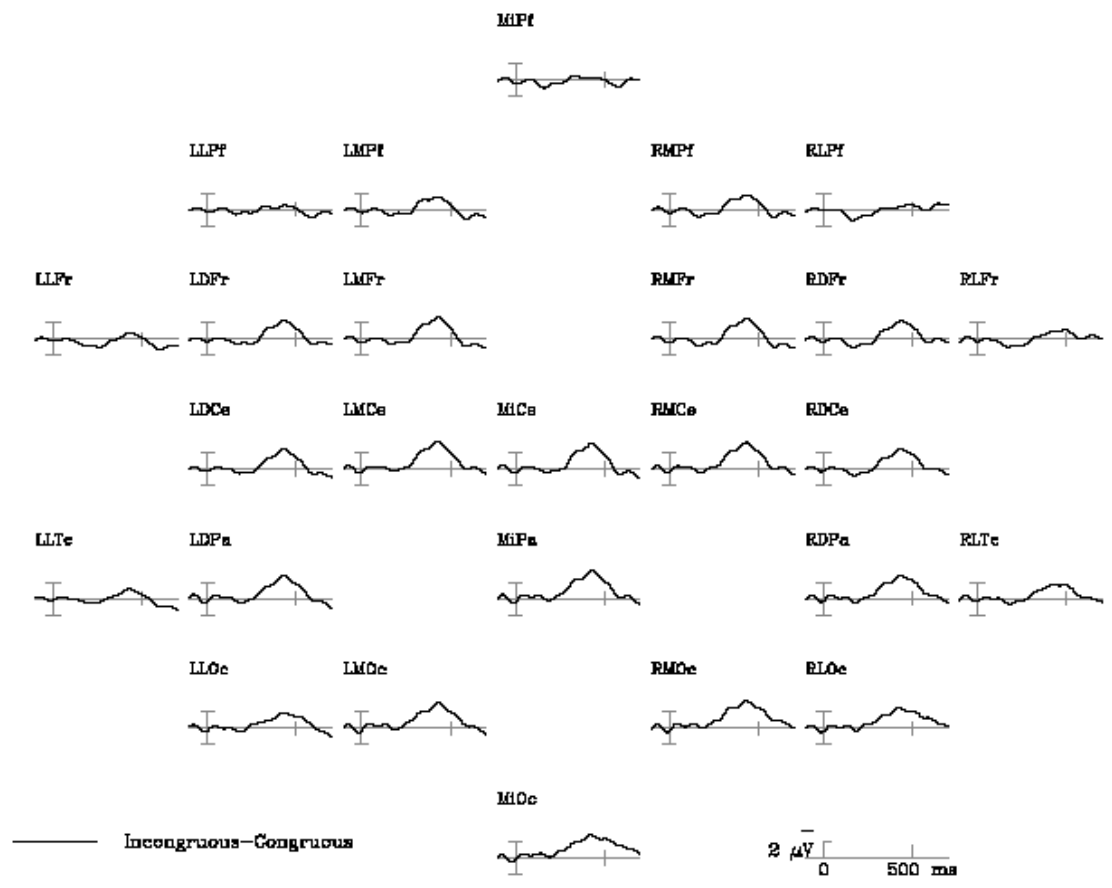 MiPf
LLPf LMPf RMPf RLPf
LLFr LDFr LMFr RMFr RDFr RLFr
LDCe LMCe MiCe RMCe RDCe
LLTe LDPa MiPa RDPa RLTe
LLOc LMOc RMOc RLOc
MiOc
Incongruous-Congruous
2 μV
0 500 ms